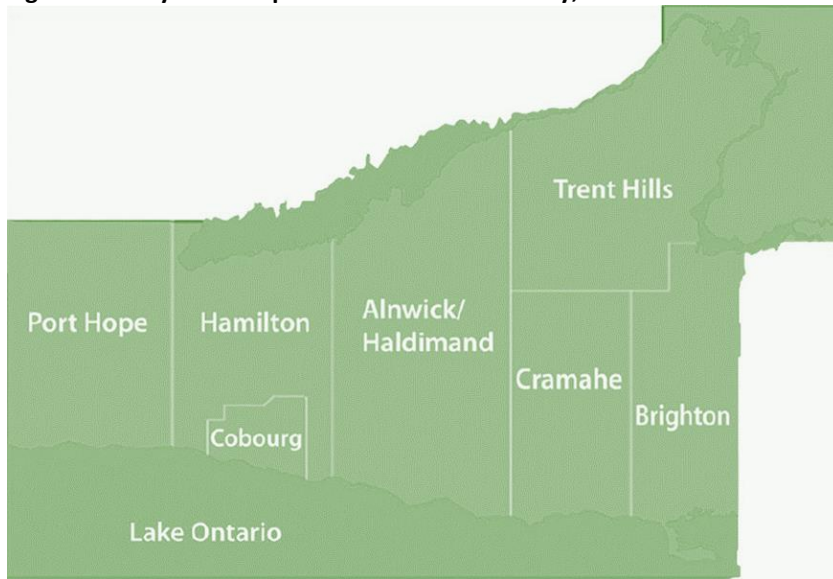 Trent Hills
Port Hope
Hamilton
Alnwick/
Haldimand
Cramahe
Brighton
Cobourg
Lake Ontario